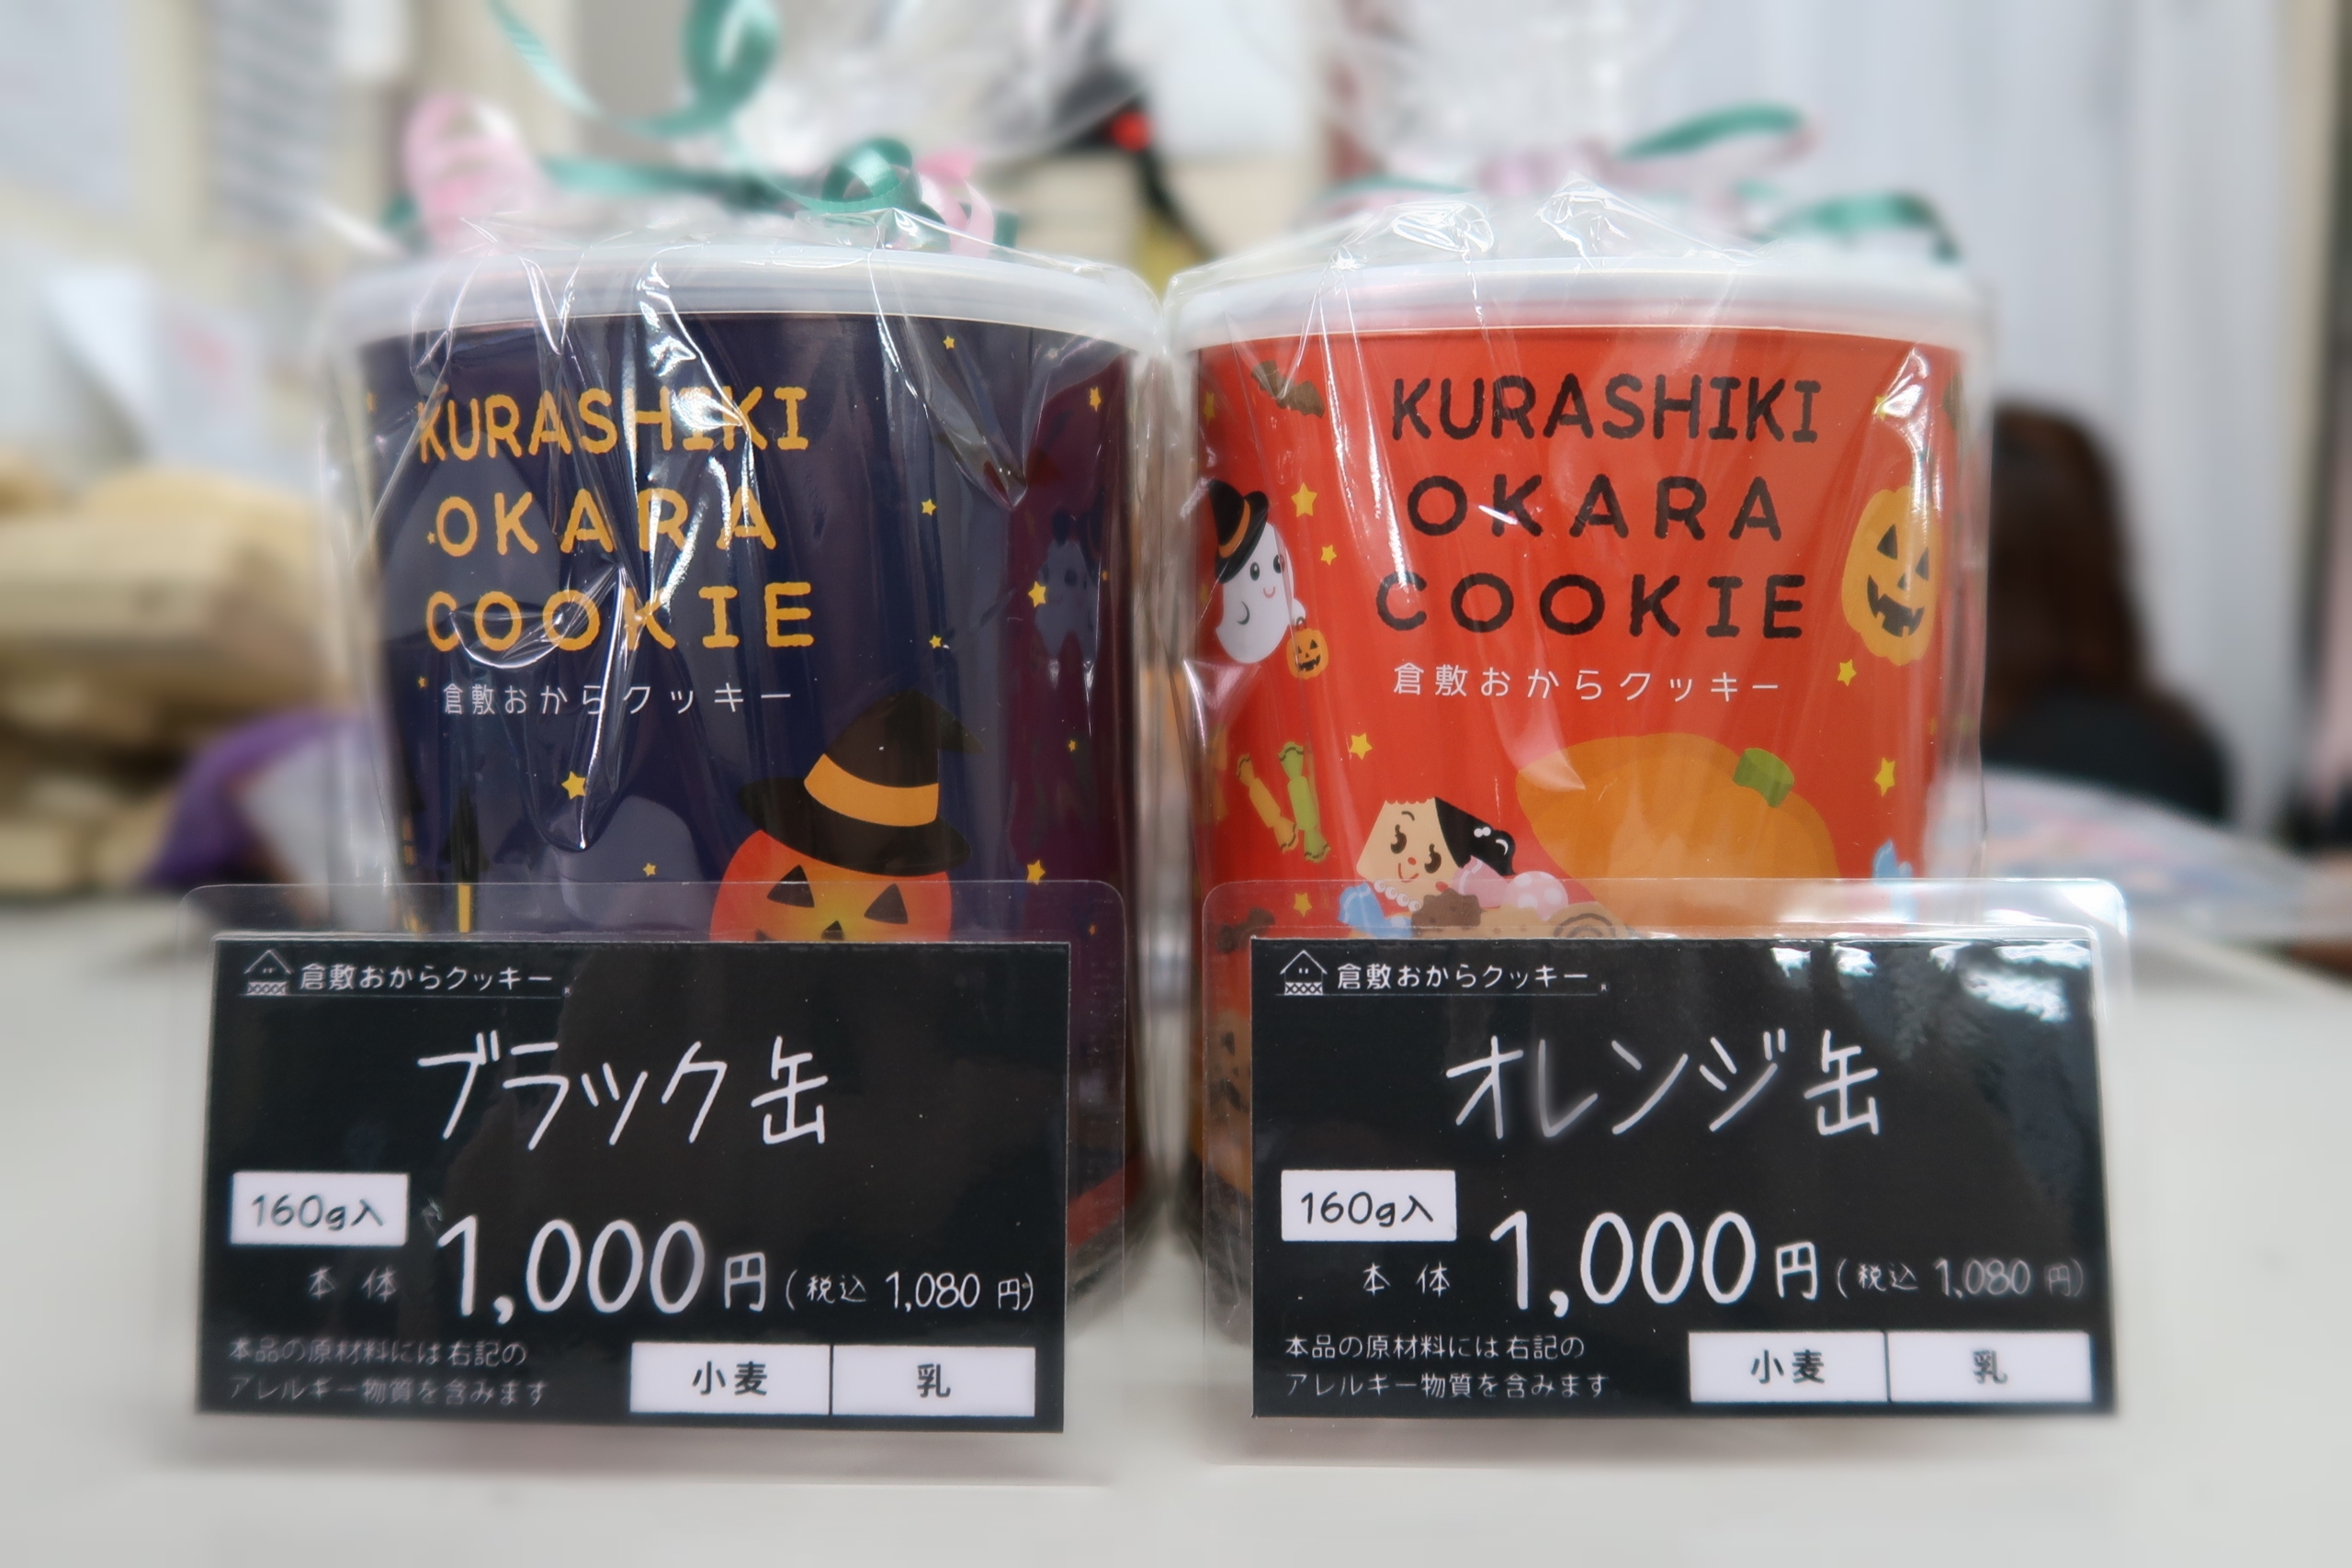 KURASHIKI
OKARA
COOKIE
倉敷おからクッキー
倉敷おからクッキー
ブラック缶
160g入
本体 1,000円(税込 1,080 円)
本品の原材料には右記の
アレルギー物質を含みます
小麦 乳
KURASHIKI
OKARA
COOKIE
倉敷おからクッキー
倉敷おからクッキー
オレンジ缶
160g入
本体 1,000円(税込 1,080 円)
本品の原材料には右記の
アレルギー物質を含みます
小麦 乳